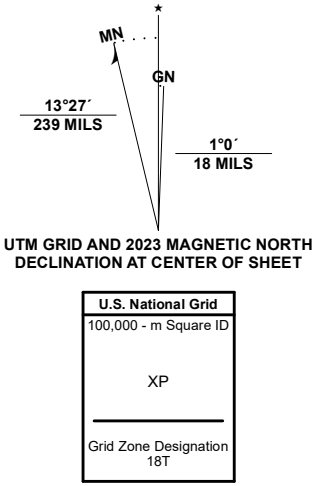 ★
MN
GN
13°27´
239 MILS
1°0´
18 MILS
UTM GRID AND 2023 MAGNETIC NORTH
DECLINATION AT CENTER OF SHEET
U.S. National Grid
100,000 - m Square ID
XP
Grid Zone Designation
18T